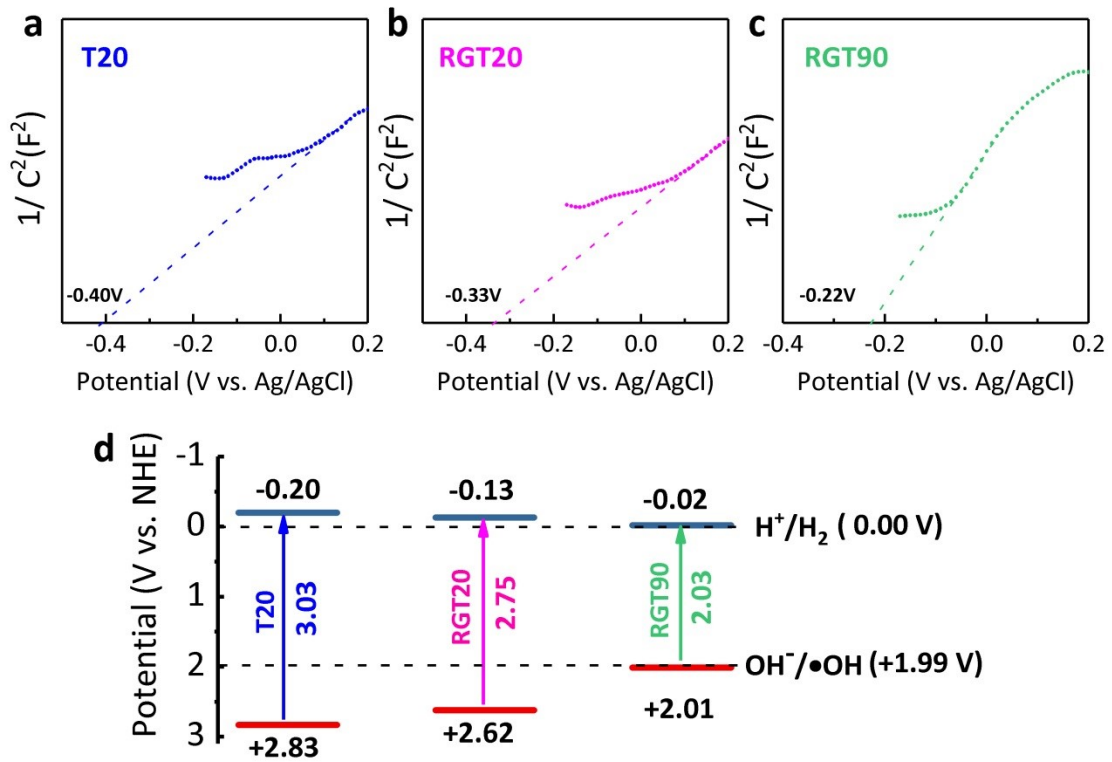 a
T20
1/ C²(F²)
-0.40V
-0.4 -0.2 0.0 0.2
Potential (V vs. Ag/AgCl)
b
RGT20
1/ C²(F²)
-0.33V
-0.4 -0.2 0.0 0.2
Potential (V vs. Ag/AgCl)
c
RGT90
1/ C²(F²)
-0.22V
-0.4 -0.2 0.0 0.2
Potential (V vs. Ag/AgCl)
d
Potential (V vs. NHE)
-1
0
1
2
3
-0.20
T20
3.03
+2.83
-0.13
RGT20
2.75
+2.62
-0.02
RGT90
2.03
+2.01
H⁺/H₂ ( 0.00 V)
OH⁻/●OH (+1.99 V)